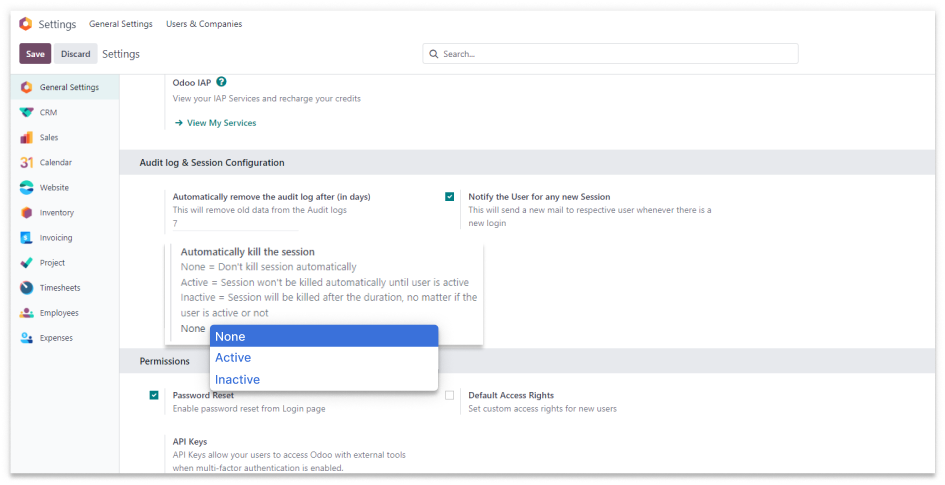 Settings General Settings Users & Companies
Save Discard Settings Search...
General Settings
CRM
Sales
31 Calendar
Website
Inventory
Invoicing
Project
Timesheets
Employees
Expenses
Odoo IAP ?
View your IAP Services and recharge your credits
→ View My Services
Audit log & Session Configuration
Automatically remove the audit log after (in days)
This will remove old data from the Audit logs
7
Notify the User for any new Session
This will send a new mail to respective user whenever there is a
new login
Automatically kill the session
None = Don't kill session automatically
Active = Session won't be killed automatically until user is active
Inactive = Session will be killed after the duration, no matter if the
user is active or not
None
None
Active
Inactive
Permissions
Password Reset
Enable password reset from Login page
Default Access Rights
Set custom access rights for new users
API Keys
API Keys allow your users to access Odoo with external tools
when multi-factor authentication is enabled.